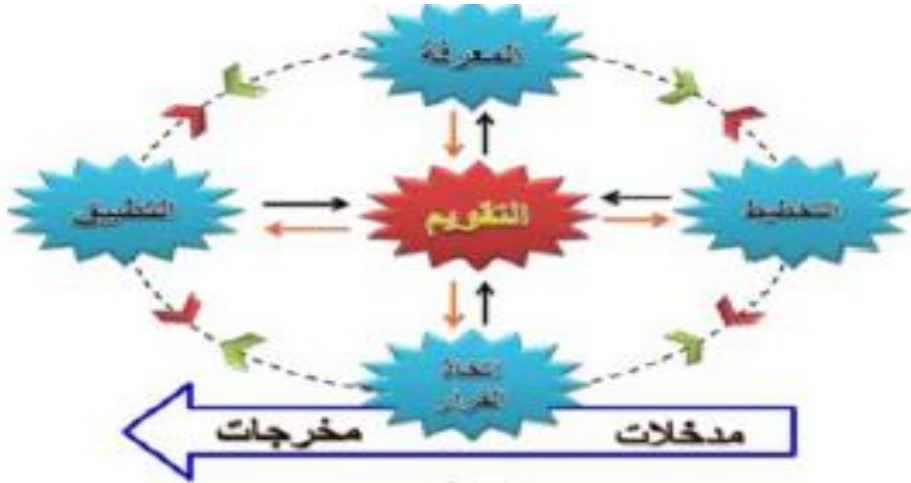 المعرفة
التخطيط
التقويم
التطبيق
اتخاذ
القرار
مدخلات
مخرجات